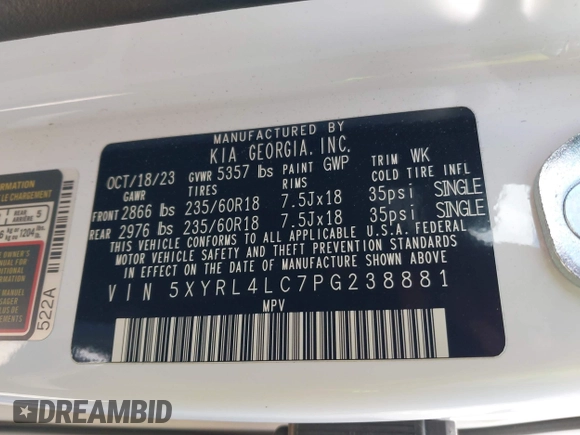 MANUFACTURED BY
KIA GEORGIA, INC.
OCT/18/23 GVWR 5357 lbs PAINT GWP TRIM WK
GAWR TIRES RIMS COLD TIRE INFL
FRONT 2866 lbs 235/60R18 7.5Jx18 35psi SINGLE
REAR 2976 lbs 235/60R18 7.5Jx18 35psi SINGLE
THIS VEHICLE CONFORMS TO ALL APPLICABLE U.S.A. FEDERAL
MOTOR VEHICLE SAFETY AND THEFT PREVENTION STANDARDS
IN EFFECT ON THE DATE OF MANUFACTURE SHOWN ABOVE
VIN 5XYRL4LC7PG238881
MPV
REAR
5
1204
522A
DREAMBID